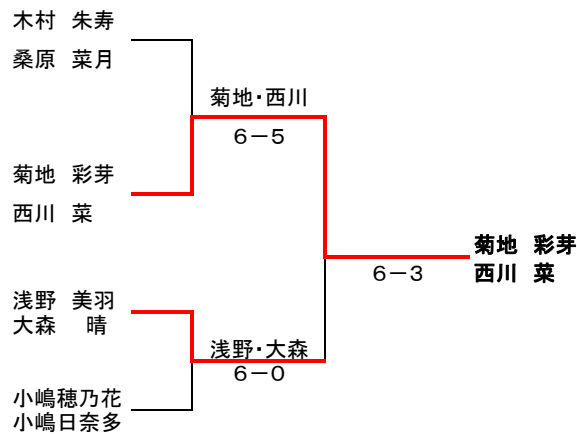 木村　朱寿
桑原　菜月
菊地・西川
6－5
菊地　彩芽
西川　菜
菊地　彩芽
西川　菜
6－3
浅野　美羽
大森　晴
浅野・大森
6－0
小嶋穂乃花
小嶋日奈多